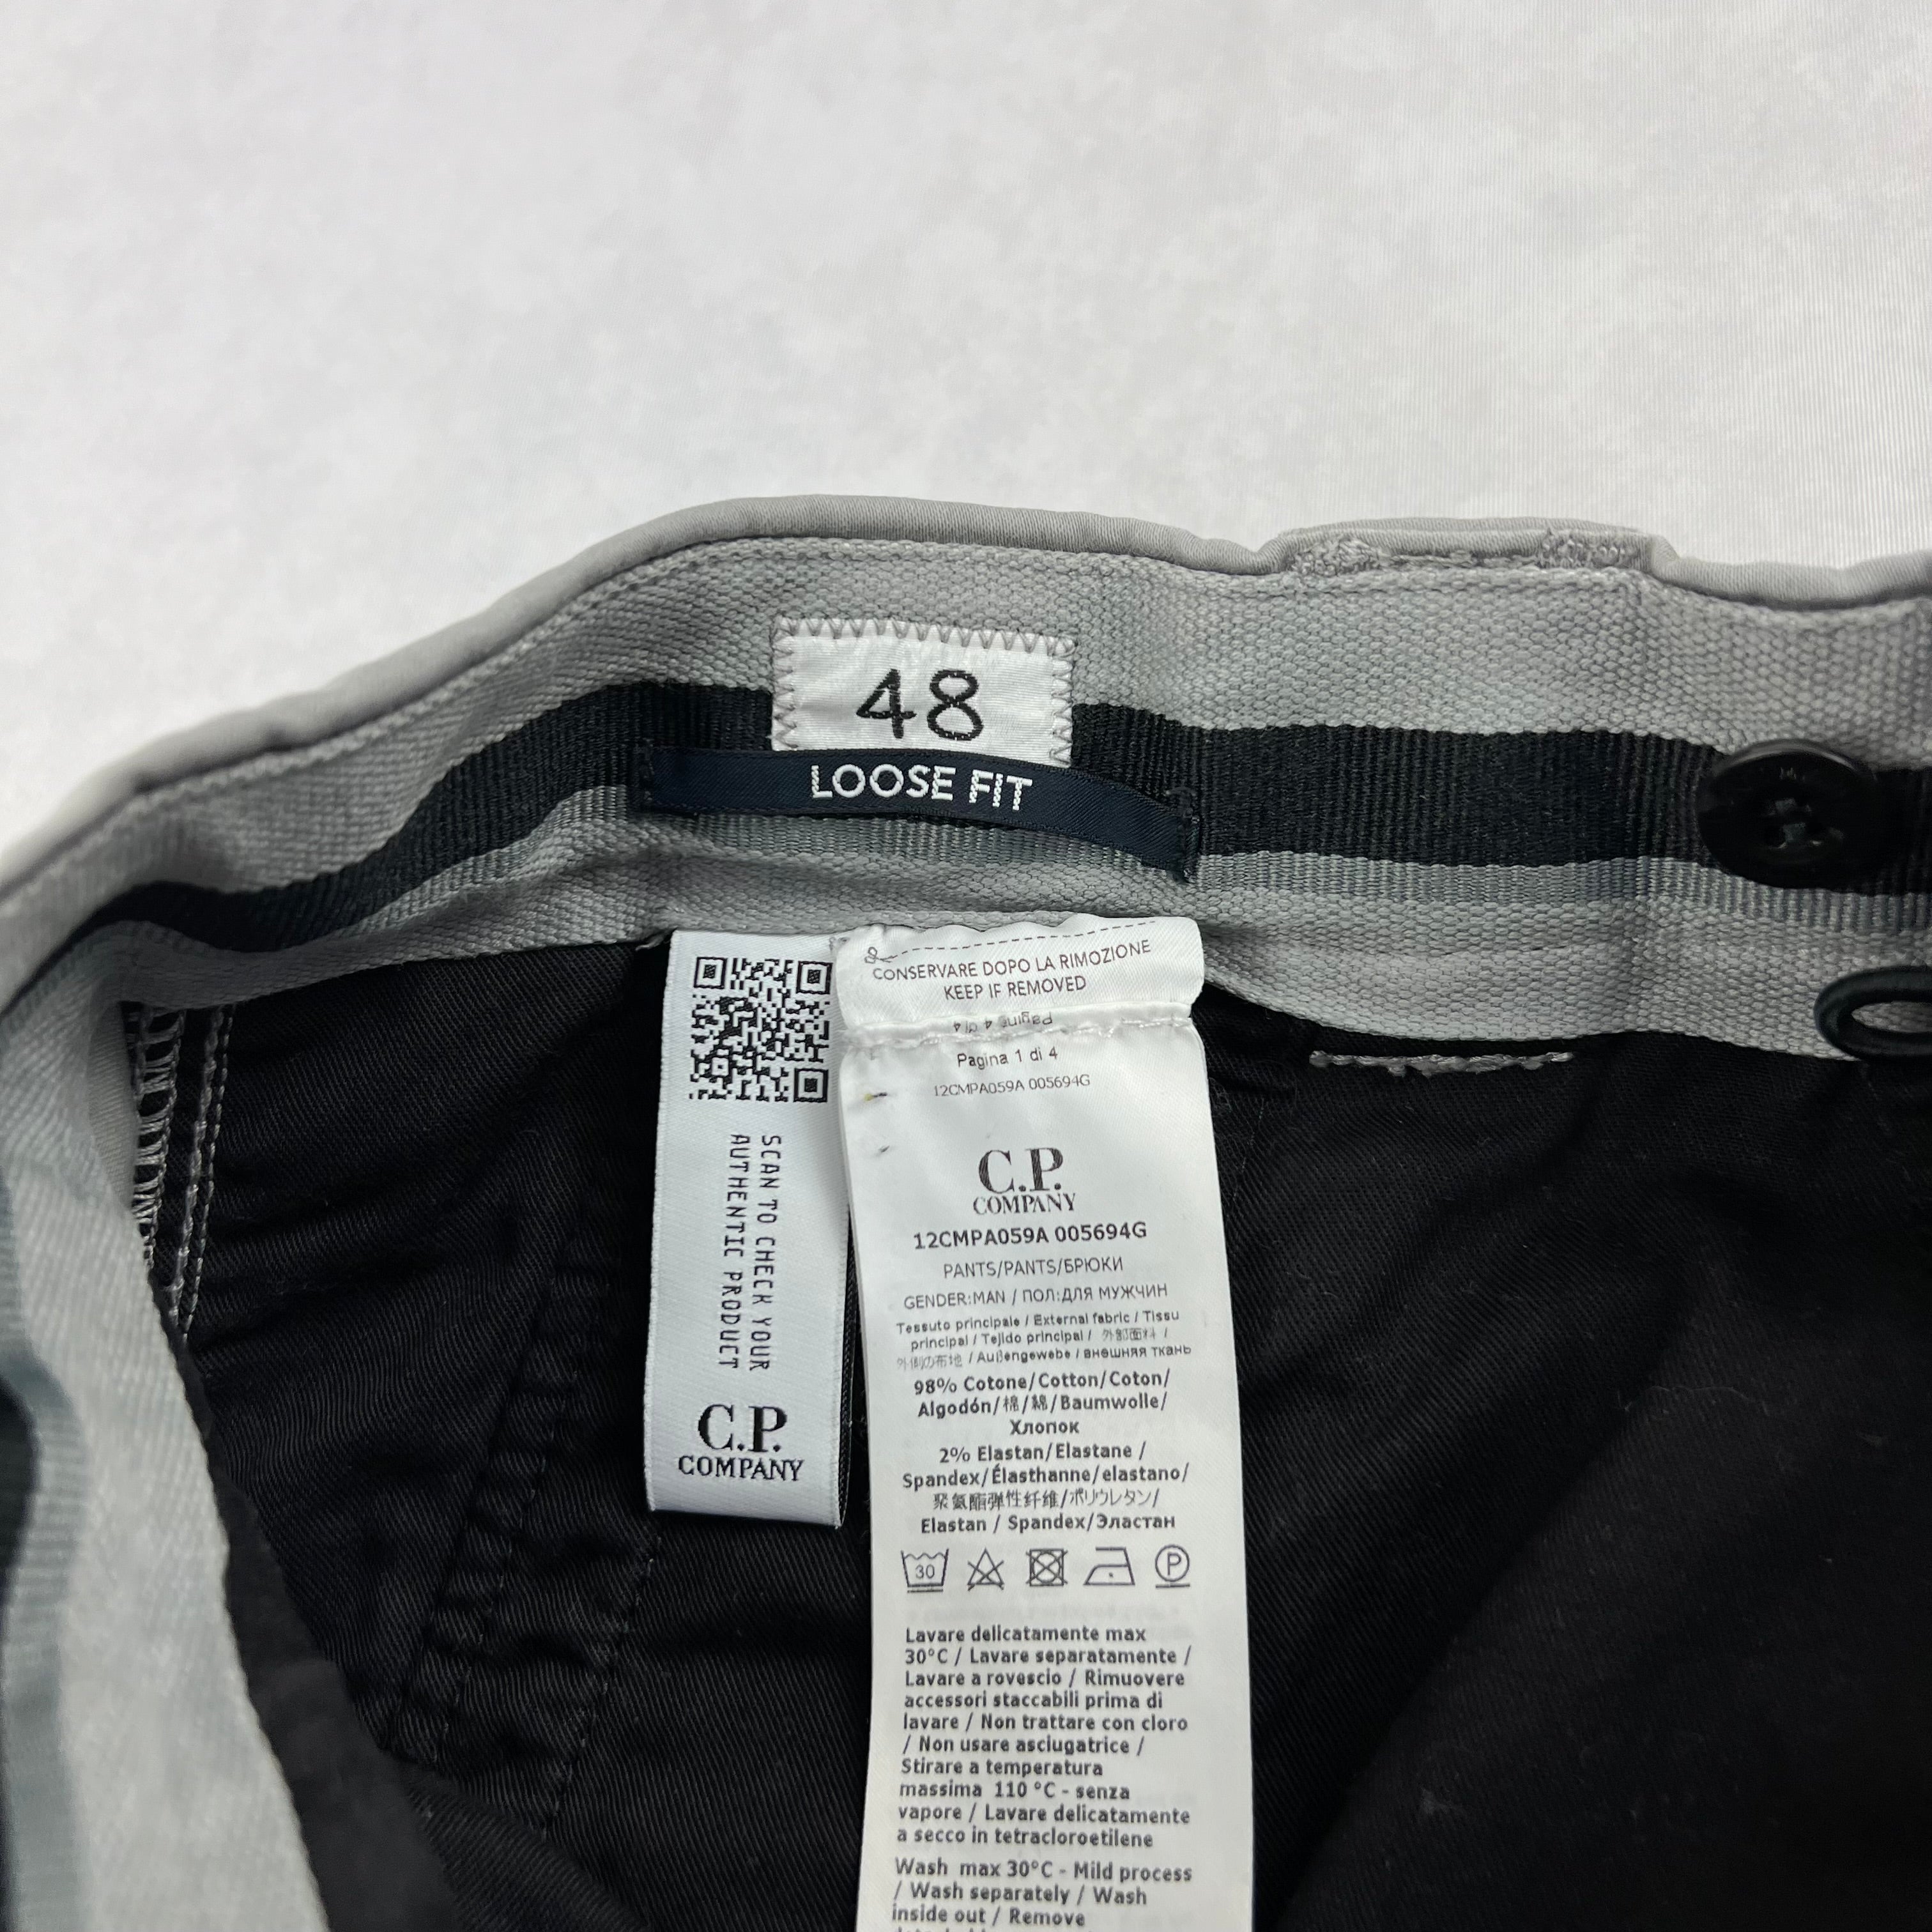 48
LOOSE FIT
SCAN TO CHECK YOUR
AUTHENTIC PRODUCT
C.P.
COMPANY
CONSERVARE DOPO LA RIMOZIONE
KEEP IF REMOVED
Pagina 4 di 4
Pagina 1 di 4
12CMPA059A 005694G
C.P.
COMPANY
12CMPA059A 005694G
PANTS/PANTS/БРЮКИ
GENDER:MAN / ПОЛ:ДЛЯ МУЖЧИН
Tessuto principale / External fabric / Tissu
principal / Tejido principal / 外部面料 /
外側の布地 / Außengewebe / внешняя ткань
98% Cotone/Cotton/Coton/
Algodón/棉/綿/Baumwolle/
Хлопок
2% Elastan/Elastane /
Spandex/Élasthanne/elastano/
聚氨酯弹性纤维/ポリウレタン/
Elastan / Spandex/Эластан
30
P
Lavare delicatamente max
30°C / Lavare separatamente /
Lavare a rovescio / Rimuovere
accessori staccabili prima di
lavare / Non trattare con cloro
/ Non usare asciugatrice /
Stirare a temperatura
massima 110 °C - senza
vapore / Lavare delicatamente
a secco in tetracloroetilene
Wash max 30°C - Mild process
/ Wash separately / Wash
inside out / Remove